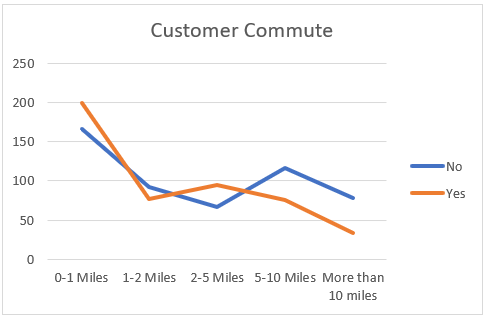 Customer Commute
250
200
150
100
50
0
0-1 Miles
1-2 Miles
2-5 Miles
5-10 Miles
More than
10 miles
No
Yes